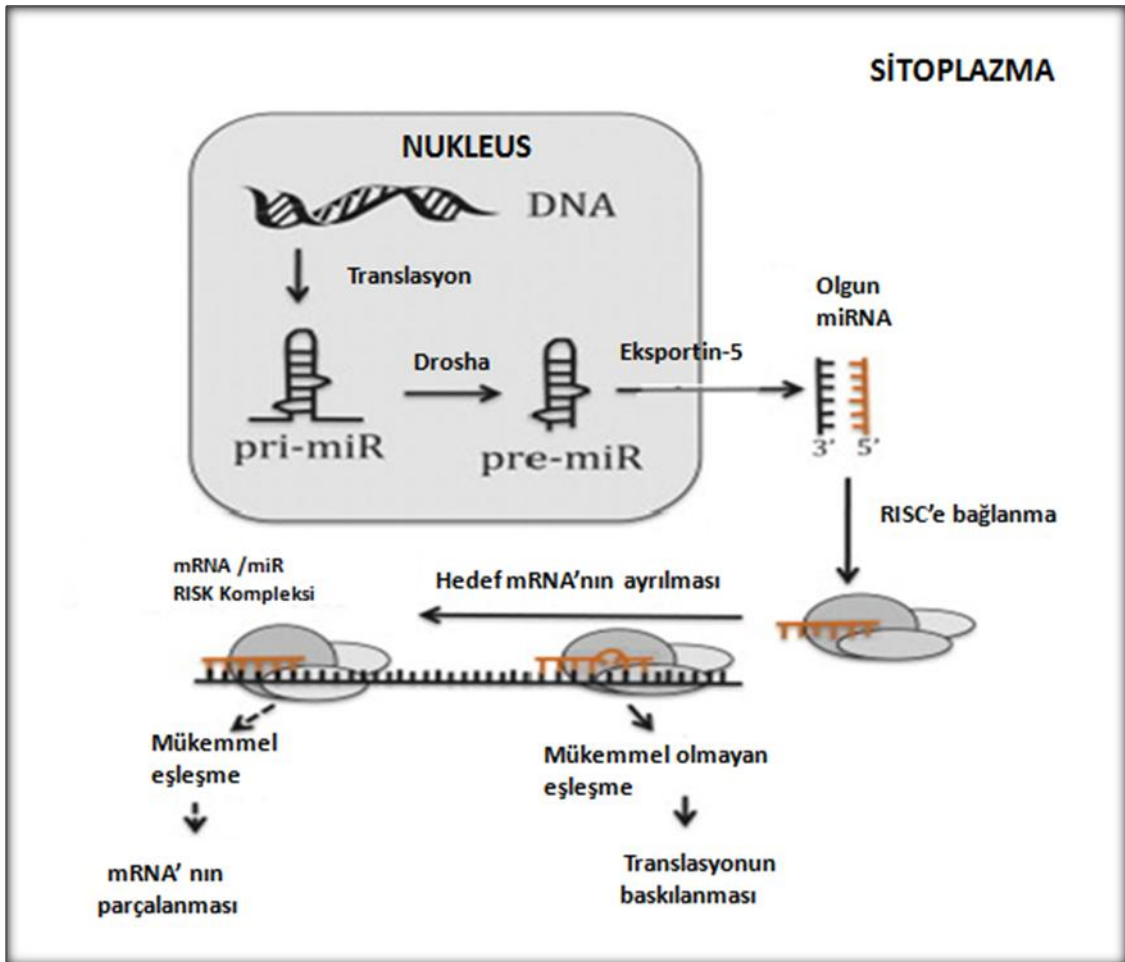 SİTOPLAZMA
NUKLEUS
DNA
Translasyon
Olgun
miRNA
Drosha
Eksportin-5
pri-miR
pre-miR
3’ 5’
RISC’e bağlanma
mRNA /miR
RISK Kompleksi
Hedef mRNA’nın ayrılması
Mükemmel
eşleşme
Mükemmel olmayan
eşleşme
mRNA’ nın
parçalanması
Translasyonun
baskılanması